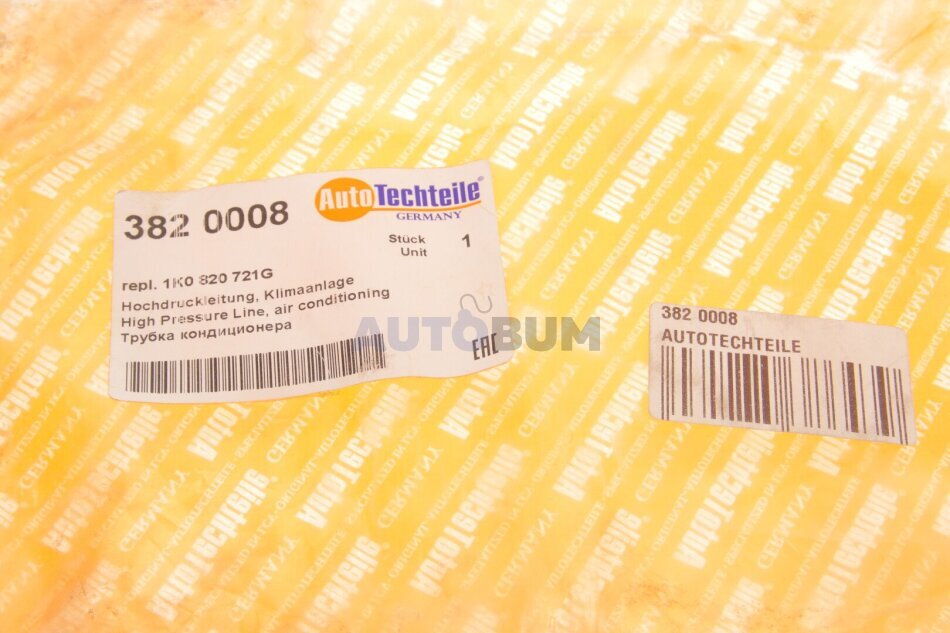 382 0008
AutoTechteile®
GERMANY
Stück 1
Unit
repl. 1K0 820 721G
Hochdruckleitung, Klimaanlage
High Pressure Line, air conditioning
Трубка кондиционера
EAC
AUTOBUM
382 0008
AUTOTECHTEILE